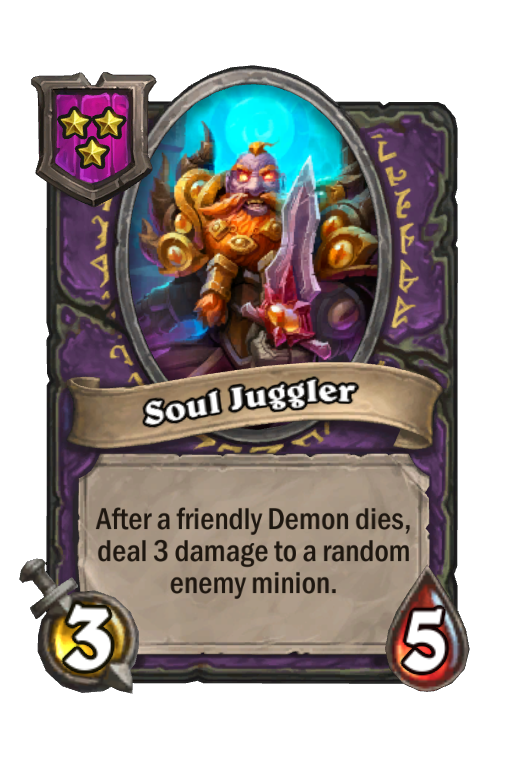 Soul Juggler
After a friendly Demon dies,
deal 3 damage to a random
enemy minion.
3
5